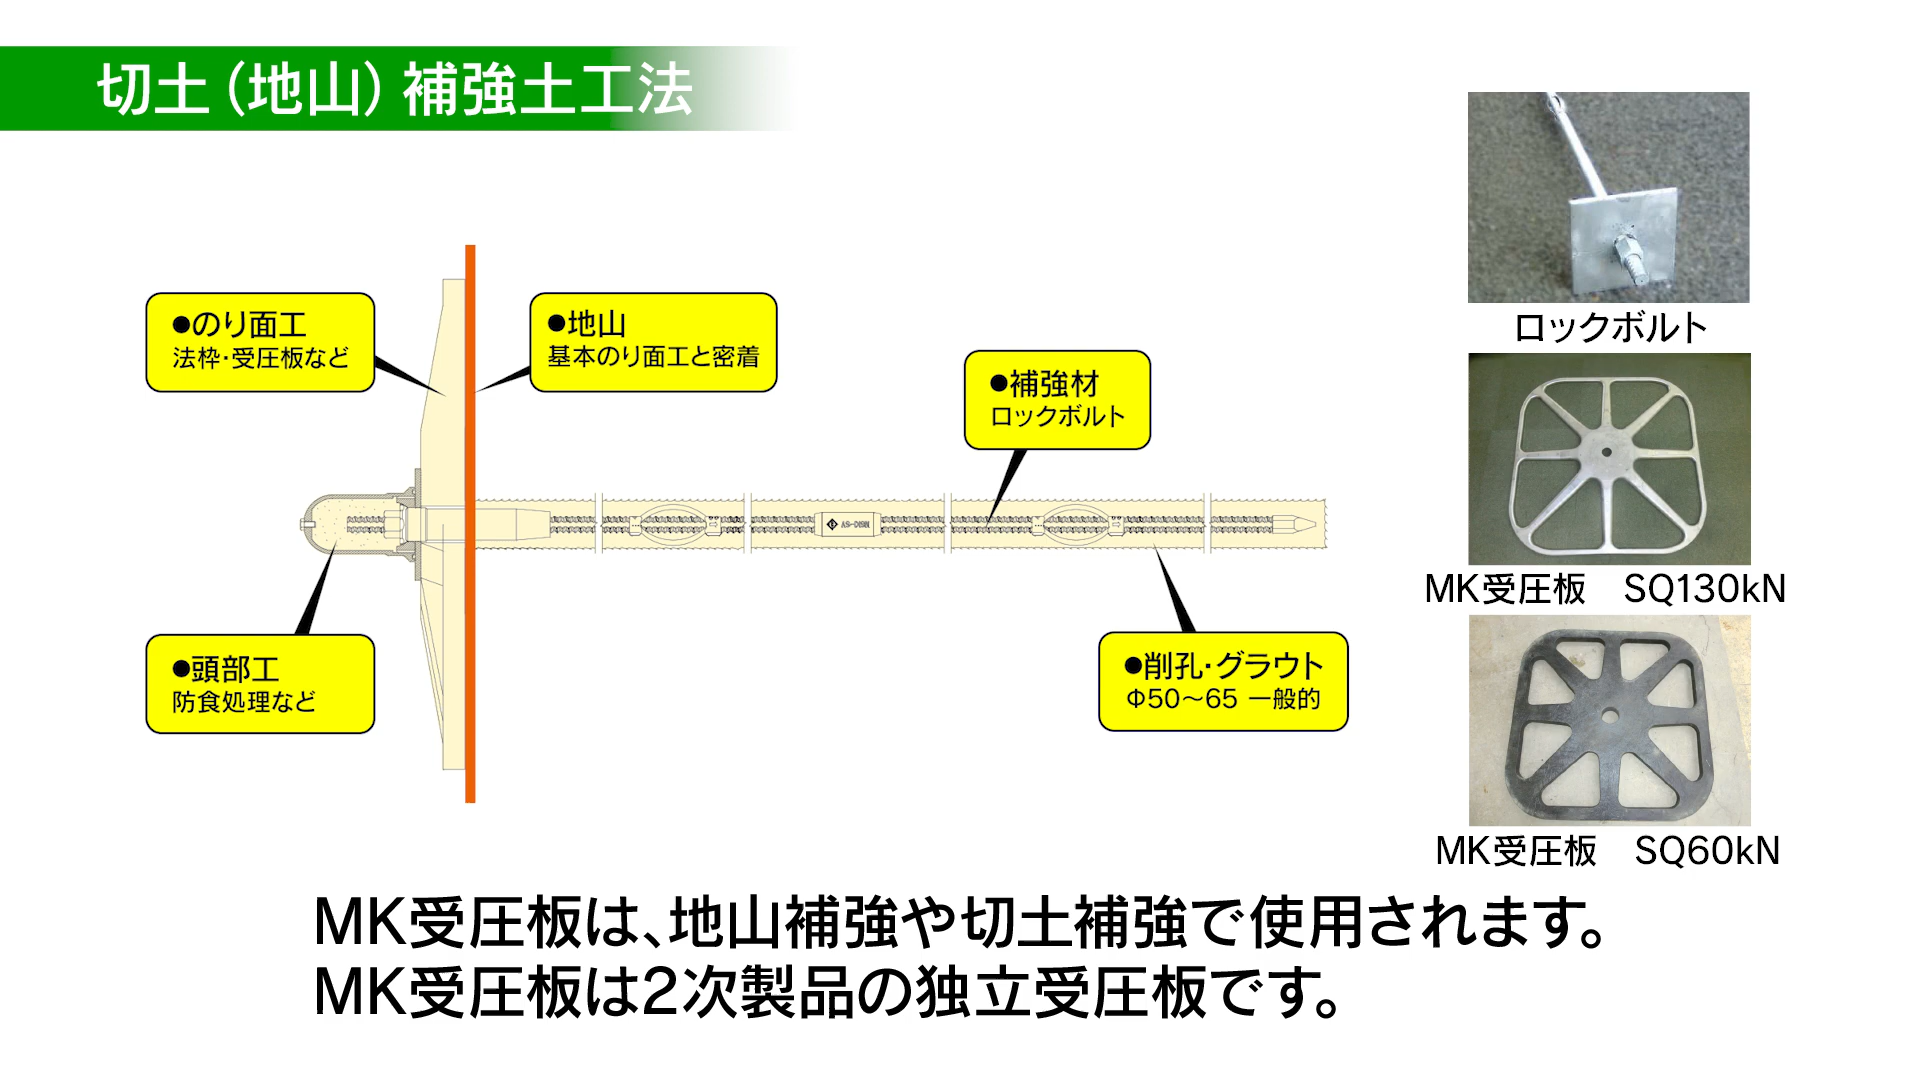 切土（地山）補強土工法
●のり面工
法枠・受圧板など
●地山
基本のり面工と密着
●補強材
ロックボルト
●頭部工
防食処理など
●削孔・グラウト
Φ50～65 一般的
ロックボルト
MK受圧板　SQ130kN
MK受圧板　SQ60kN
MK受圧板は、地山補強や切土補強で使用されます。
MK受圧板は2次製品の独立受圧板です。